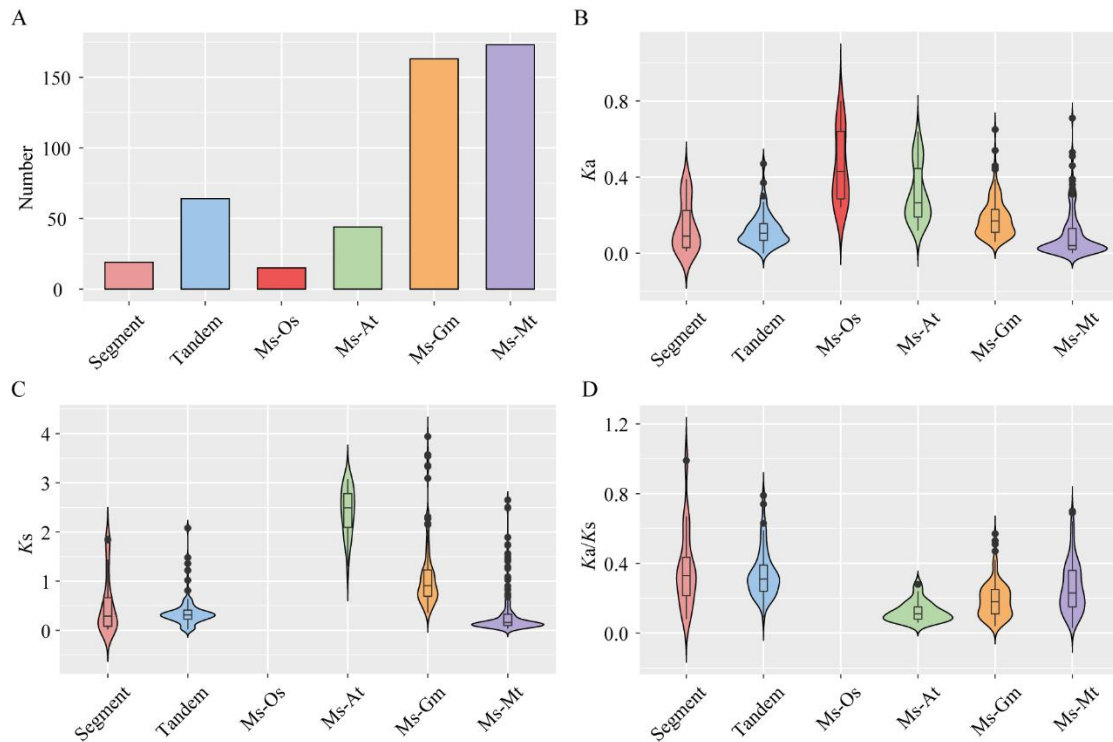 A
Number
150
100
50
0
Segment
Tandem
Ms-Os
Ms-At
Ms-Gm
Ms-Mt
B
Ka
0.8
0.4
0.0
Segment
Tandem
Ms-Os
Ms-At
Ms-Gm
Ms-Mt
C
Ks
4
3
2
1
0
Segment
Tandem
Ms-Os
Ms-At
Ms-Gm
Ms-Mt
D
Ka/Ks
1.2
0.8
0.4
0.0
Segment
Tandem
Ms-Os
Ms-At
Ms-Gm
Ms-Mt